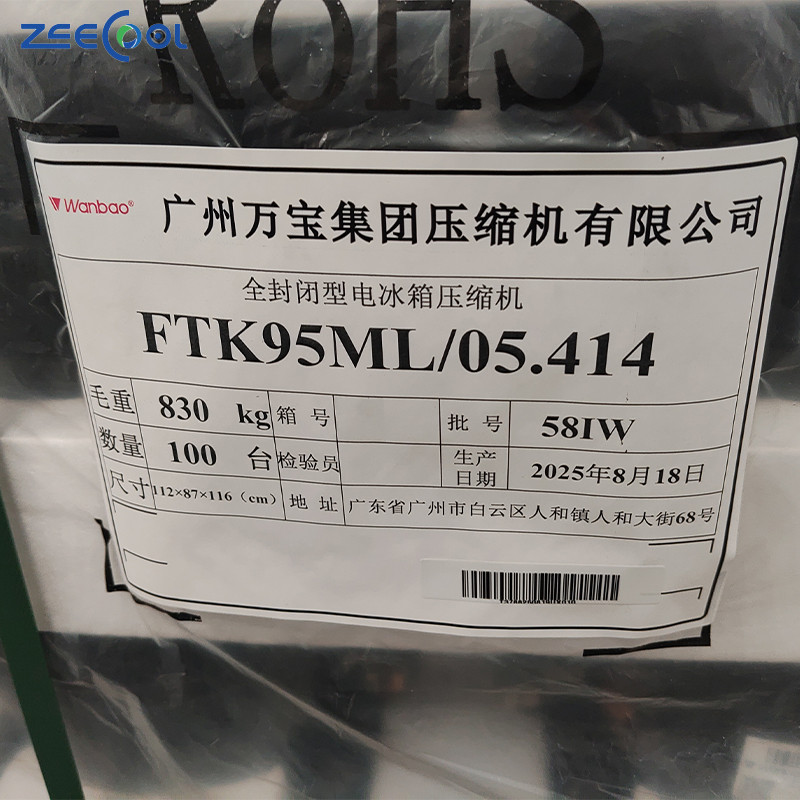 ZEECOOL
ROHS
Wanbao® 广州万宝集团压缩机有限公司
全封闭型电冰箱压缩机
FTK95ML/05.414
毛重 830 kg 箱号 批号 58IW
数量 100 台 检验员 生产日期 2025年8月18日
尺寸 112×87×116（cm） 地址 广东省广州市白云区人和镇人和大街68号